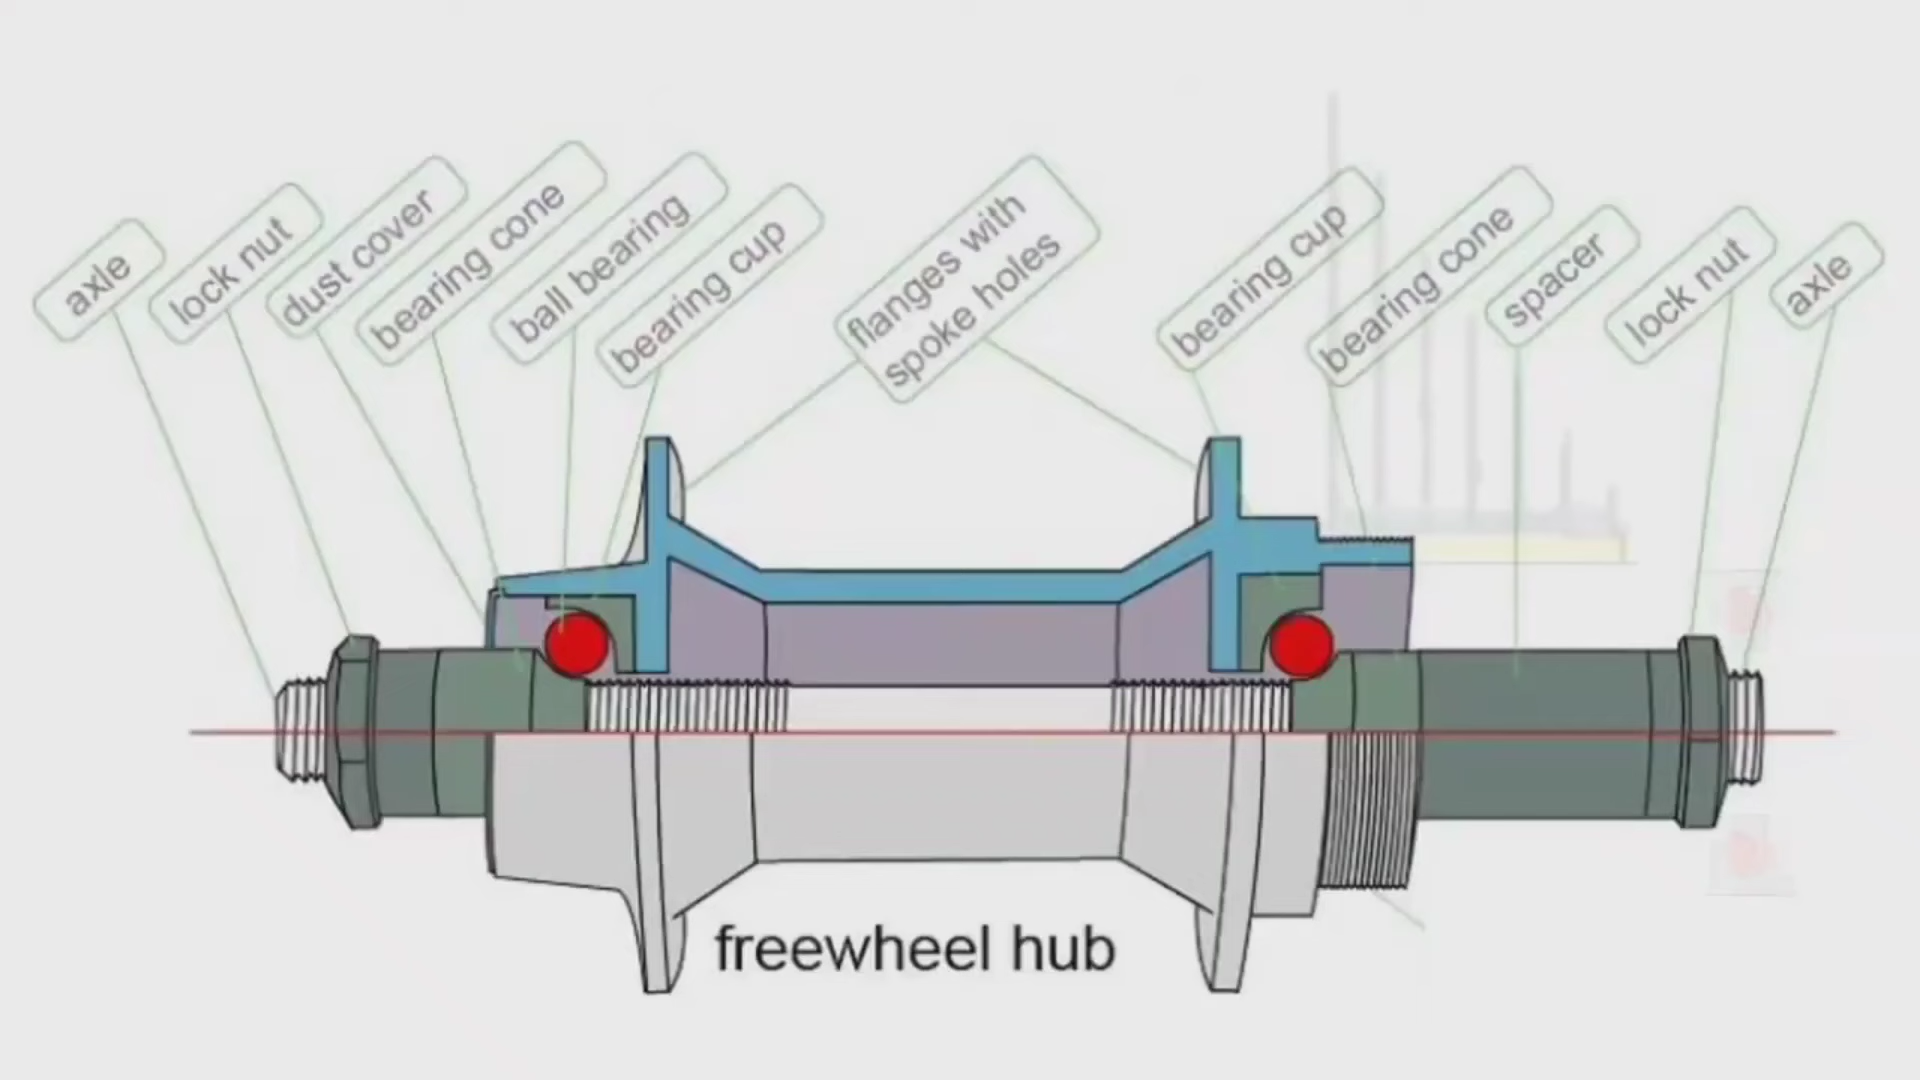 axle
lock nut
dust cover
bearing cone
ball bearing
bearing cup
flanges with
spoke holes
bearing cup
bearing cone
spacer
lock nut
axle
freewheel hub